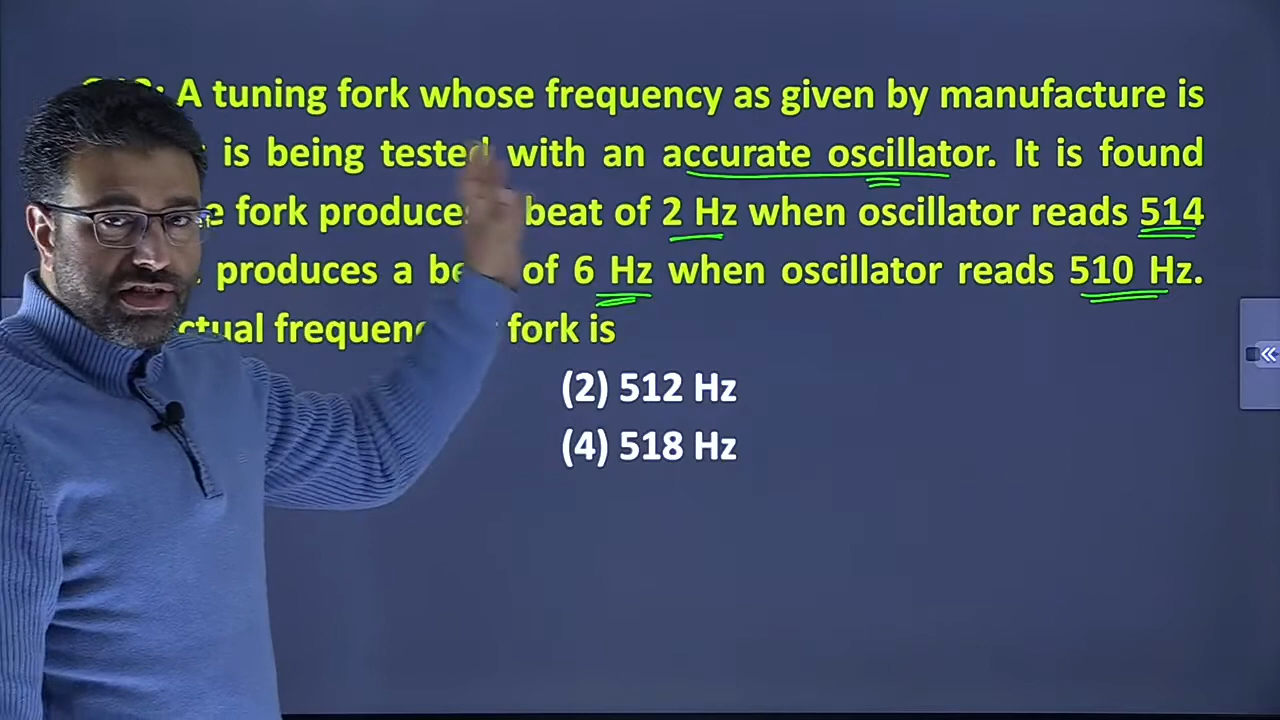 A tuning fork whose frequency as given by manufacture is
is being tested with an accurate oscillator. It is found
fork produces beat of 2 Hz when oscillator reads 514
produces a of 6 Hz when oscillator reads 510 Hz.
fork is
(2) 512 Hz
(4) 518 Hz